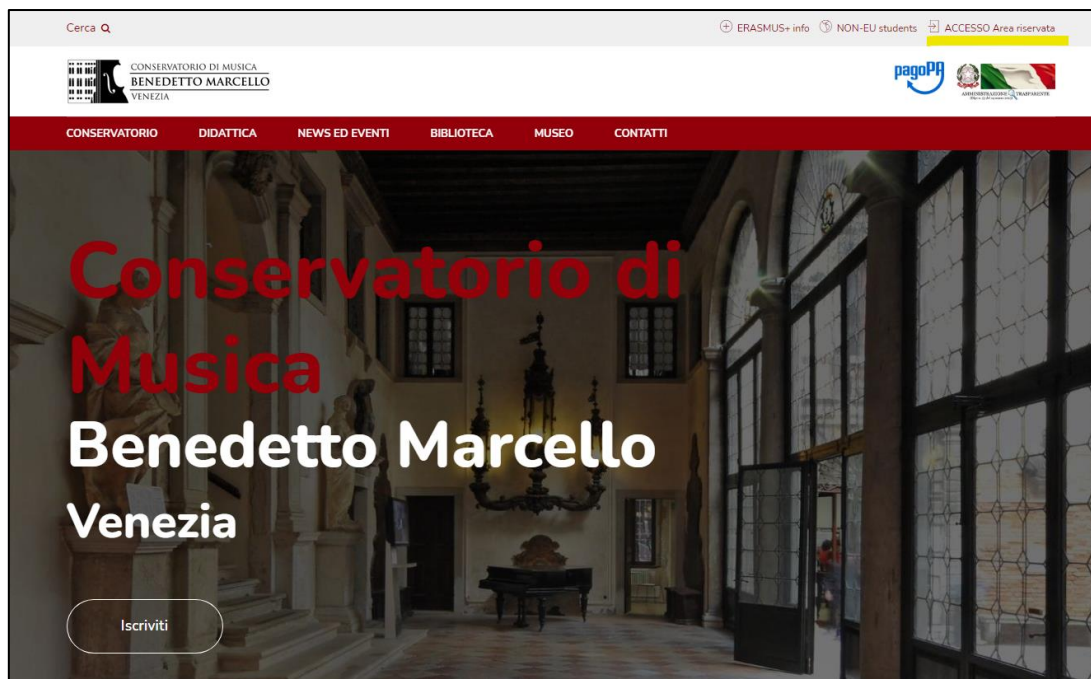 Cerca
ERASMUS+ info NON-EU students ACCESSO Area riservata
CONSERVATORIO DI MUSICA
BENEDETTO MARCELLO
VENEZIA
pagoPA
CONSERVATORIO DIDATTICA NEWS ED EVENTI BIBLIOTECA MUSEO CONTATTI
Conservatorio di
Musica
Benedetto Marcello
Venezia
Iscriviti